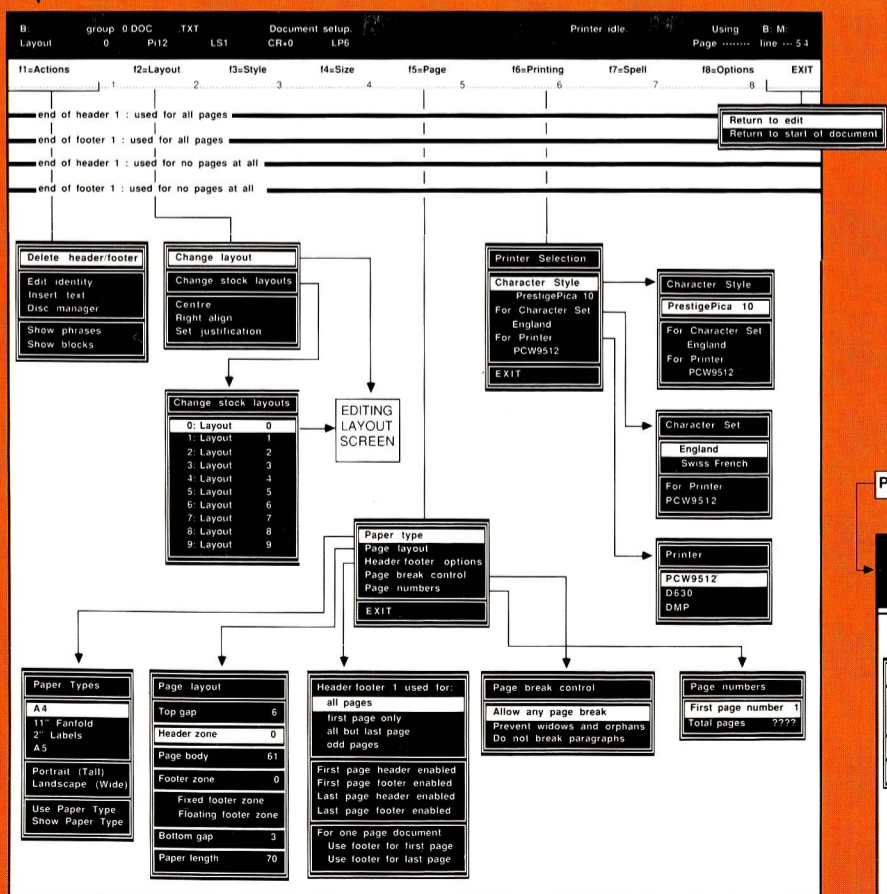 B: group 0 DOC .TXT Document setup. Printer idle. Using B: M:
Layout 0 Pi12 LS1 CR+0 LP6 Page ........ line --- 54
f1=Actions f2=Layout f3=Style f4=Size f5=Page f6=Printing f7=Spell f8=Options EXIT
1 2 3 4 5 6 7 8
Return to edit
Return to start of document
end of header 1 : used for all pages
end of footer 1 : used for all pages
end of header 1 : used for no pages at all
end of footer 1 : used for no pages at all
Delete header/footer
Edit identity
Insert text
Disc manager
Show phrases
Show blocks
Change layout
Change stock layouts
Centre
Right align
Set justification
Printer Selection
Character Style
PrestigePica 10
For Character Set
England
For Printer
PCW9512
EXIT
Character Style
PrestigePica 10
For Character Set
England
For Printer
PCW9512
Change stock layouts
0: Layout 0
1: Layout 1
2: Layout 2
3: Layout 3
4: Layout 4
5: Layout 5
6: Layout 6
7: Layout 7
8: Layout 8
9: Layout 9
EDITING
LAYOUT
SCREEN
Character Set
England
Swiss French
For Printer
PCW9512
Printer
PCW9512
D630
DMP
Paper type
Page layout
Header footer options
Page break control
Page numbers
EXIT
Paper Types
A4
11" Fanfold
2" Labels
A5
Portrait (Tall)
Landscape (Wide)
Use Paper Type
Show Paper Type
Page layout
Top gap 6
Header zone 0
Page body 61
Footer zone 0
Fixed footer zone
Floating footer zone
Bottom gap 3
Paper length 70
Header footer 1 used for:
all pages
first page only
all but last page
odd pages
First page header enabled
First page footer enabled
Last page header enabled
Last page footer enabled
For one page document
Use footer for first page
Use footer for last page
Page break control
Allow any page break
Prevent widows and orphans
Do not break paragraphs
Page numbers
First page number 1
Total pages ????
P